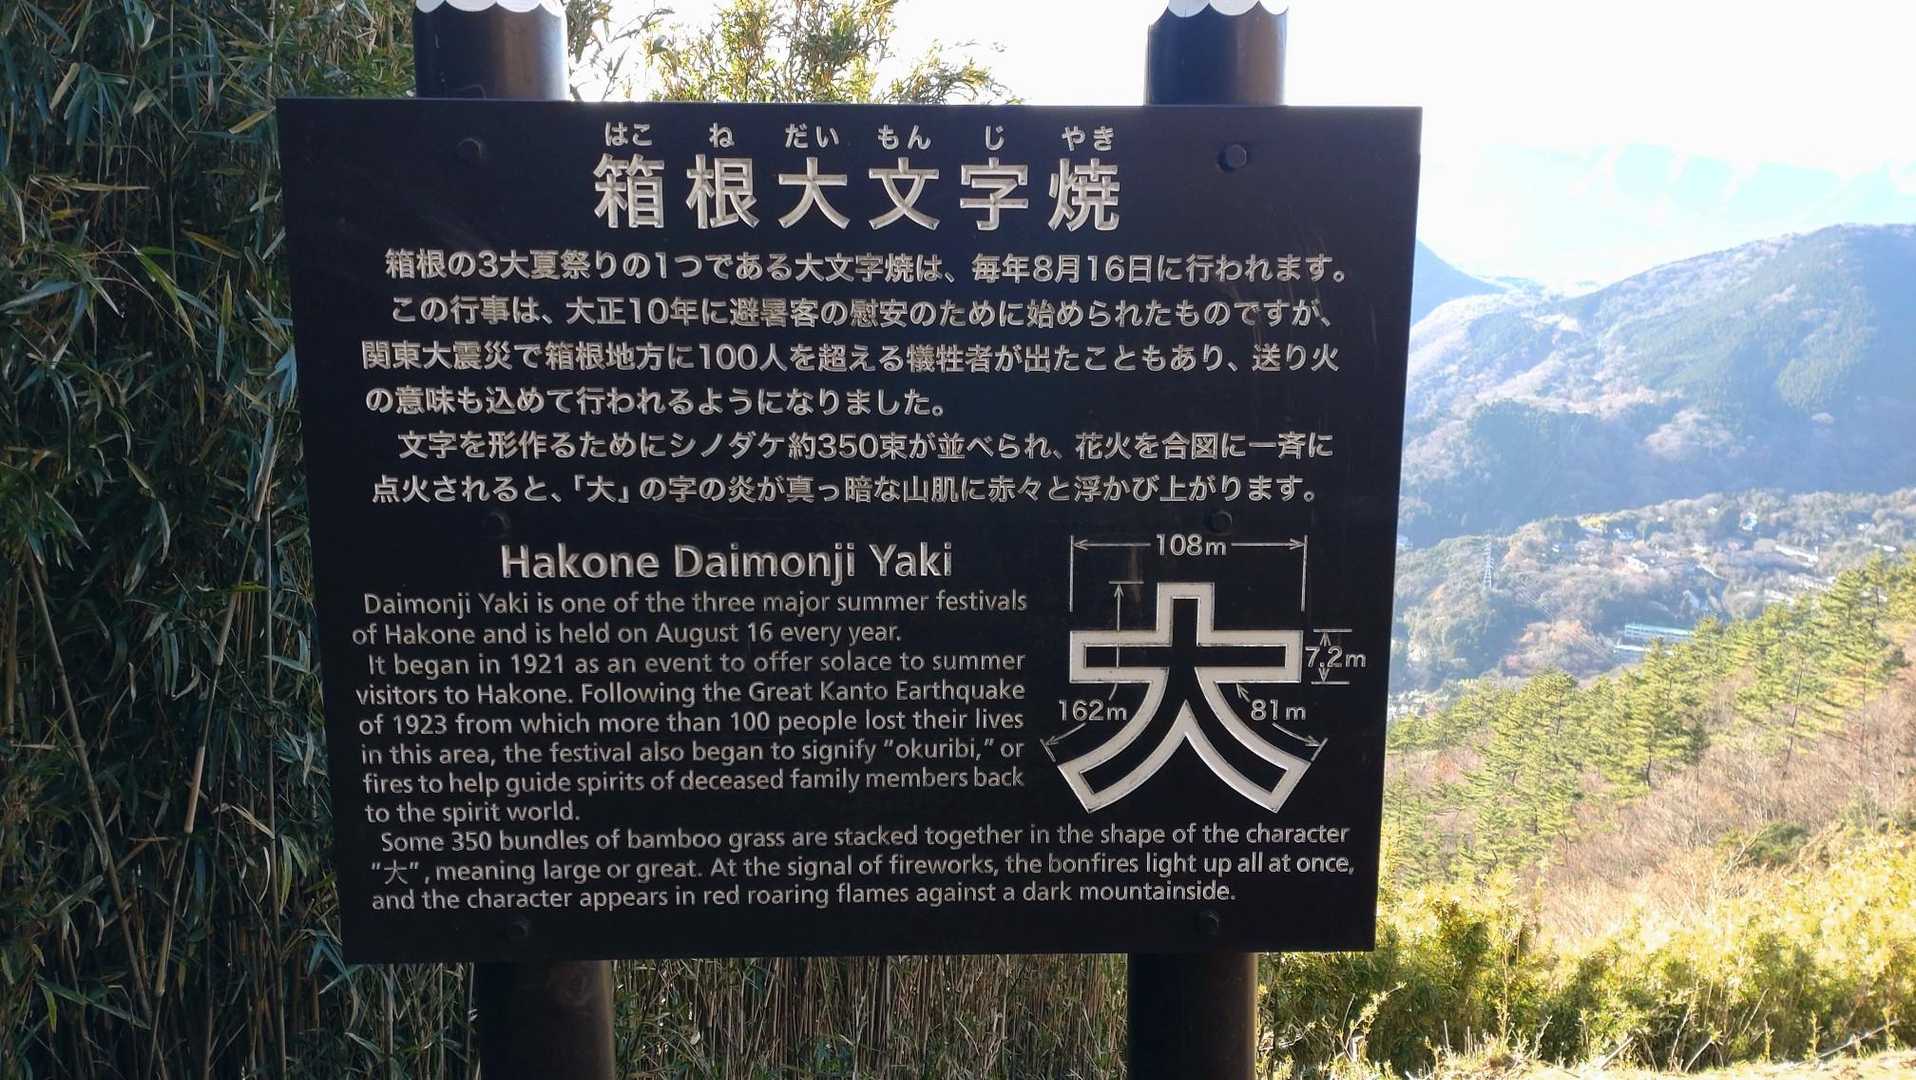 はこ ね だい もん じ やき
箱根大文字焼
箱根の3大夏祭りの1つである大文字焼は、毎年8月16日に行われます。
この行事は、大正10年に避暑客の慰安のために始められたものですが、
関東大震災で箱根地方に100人を超える犠牲者が出たこともあり、送り火
の意味も込めて行われるようになりました。
文字を形作るためにシノダケ約350束が並べられ、花火を合図に一斉に
点火されると、「大」の字の炎が真っ暗な山肌に赤々と浮かび上がります。
Hakone Daimonji Yaki
Daimonji Yaki is one of the three major summer festivals
of Hakone and is held on August 16 every year.
It began in 1921 as an event to offer solace to summer
visitors to Hakone. Following the Great Kanto Earthquake
of 1923 from which more than 100 people lost their lives
in this area, the festival also began to signify "okuribi," or
fires to help guide spirits of deceased family members back
to the spirit world.
Some 350 bundles of bamboo grass are stacked together in the shape of the character
"大", meaning large or great. At the signal of fireworks, the bonfires light up all at once,
and the character appears in red roaring flames against a dark mountainside.
108m
大
7.2m
162m
81m